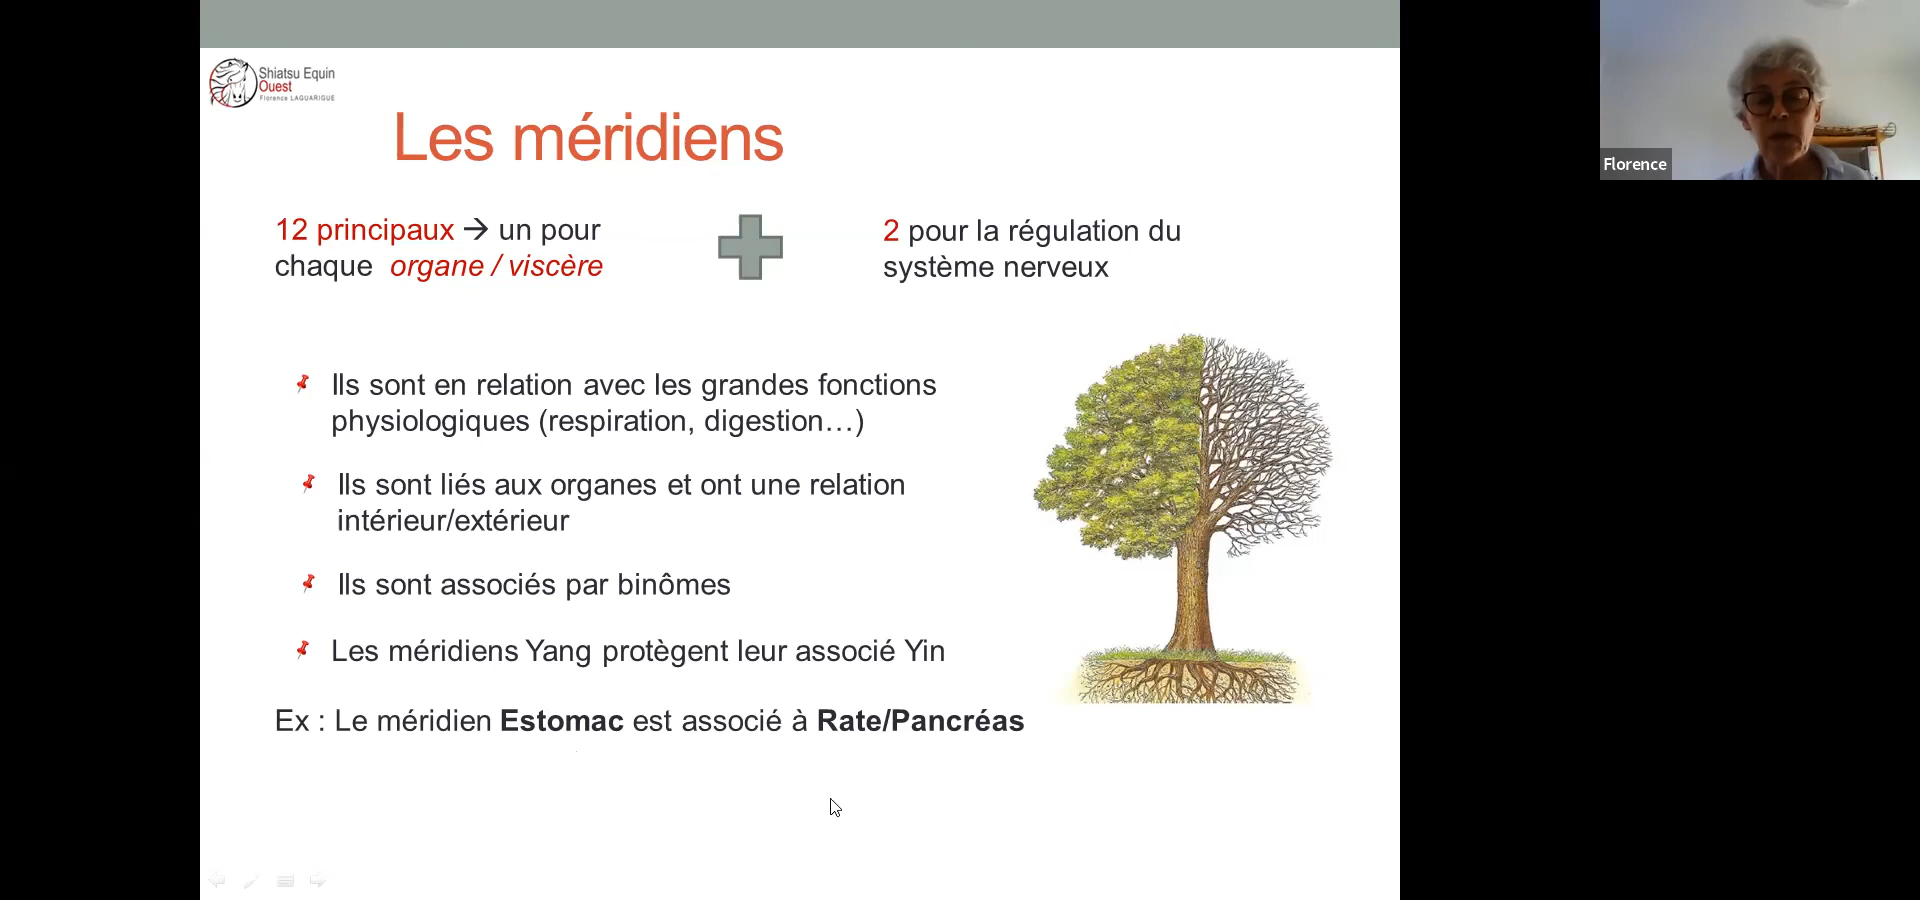 Shiatsu Equin
Ouest
Florence LAGUARIGUE
Les méridiens
12 principaux → un pour
chaque organe / viscère
2 pour la régulation du
système nerveux
Ils sont en relation avec les grandes fonctions
physiologiques (respiration, digestion…)
Ils sont liés aux organes et ont une relation
intérieur/extérieur
Ils sont associés par binômes
Les méridiens Yang protègent leur associé Yin
Ex : Le méridien Estomac est associé à Rate/Pancréas
Florence